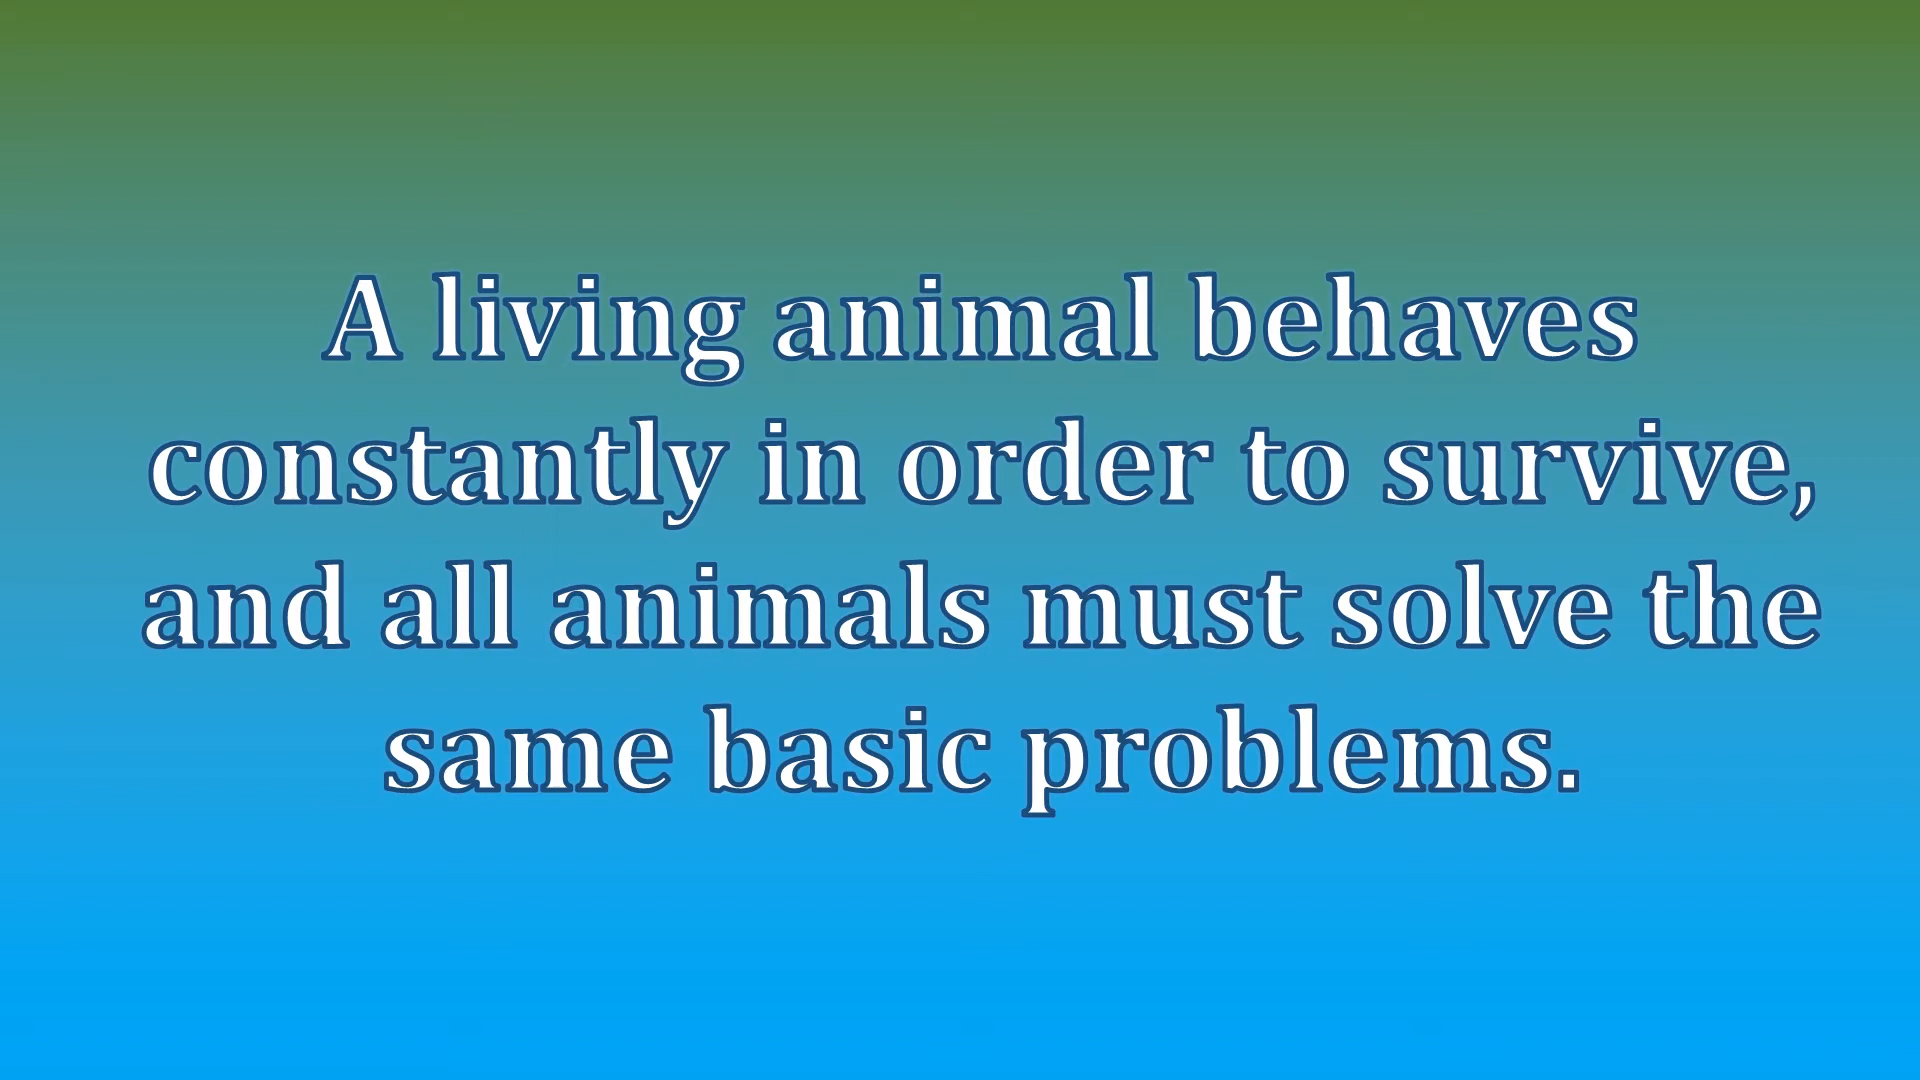 A living animal behaves
constantly in order to survive,
and all animals must solve the
same basic problems.